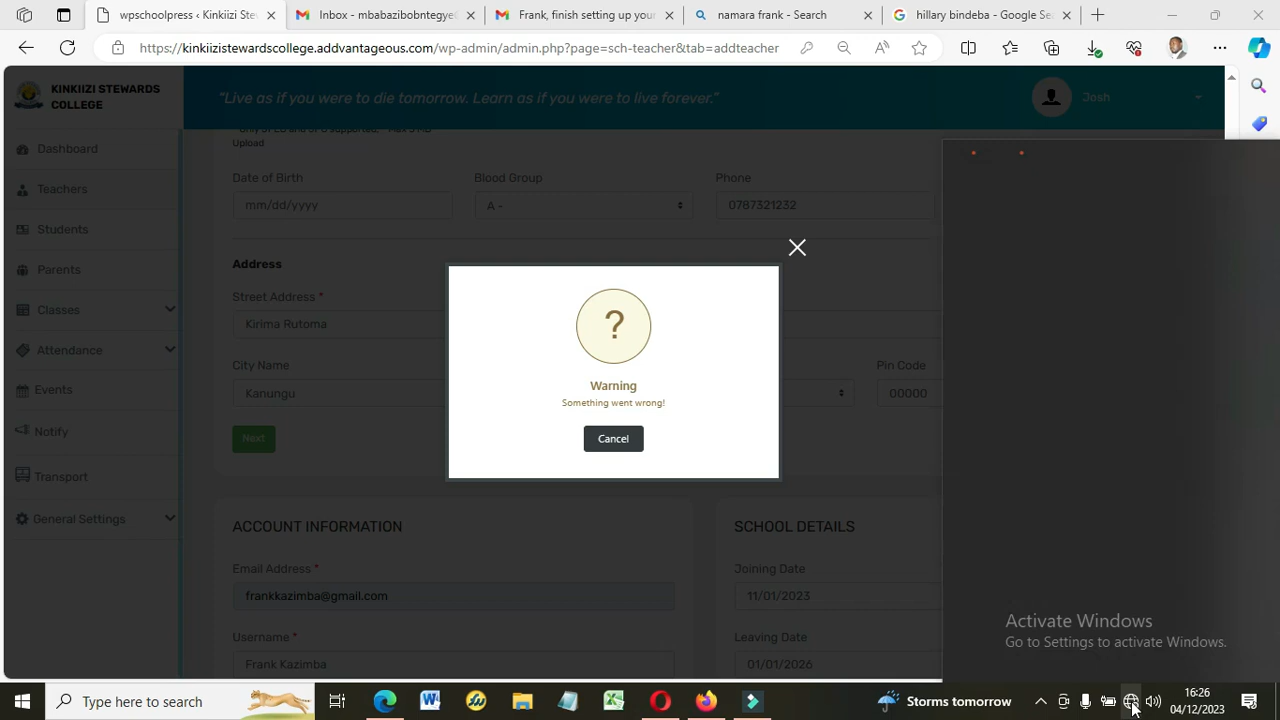 wpschoolpress ‹ Kinkiizi Stew
Inbox - mbabazibobntegye@
Frank, finish setting up your
namara frank - Search
hillary bindeba - Google Sea
https://kinkiizistewardscollege.addvantageous.com/wp-admin/admin.php?page=sch-teacher&tab=addteacher
KINKIIZI STEWARDS
COLLEGE
“Live as if you were to die tomorrow. Learn as if you were to live forever.”
Josh
Dashboard
Teachers
Students
Parents
Classes
Attendance
Events
Notify
Transport
General Settings
Upload
Date of Birth
Blood Group
Phone
mm/dd/yyyy
A -
0787321232
Address
Street Address *
Kirima Rutoma
City Name
Pin Code
Kanungu
00000
Next
?
Warning
Something went wrong!
Cancel
ACCOUNT INFORMATION
SCHOOL DETAILS
Email Address *
Joining Date
frankkazimba@gmail.com
11/01/2023
Username *
Leaving Date
Frank Kazimba
01/01/2026
Activate Windows
Go to Settings to activate Windows.
Type here to search
Storms tomorrow
16:26
04/12/2023